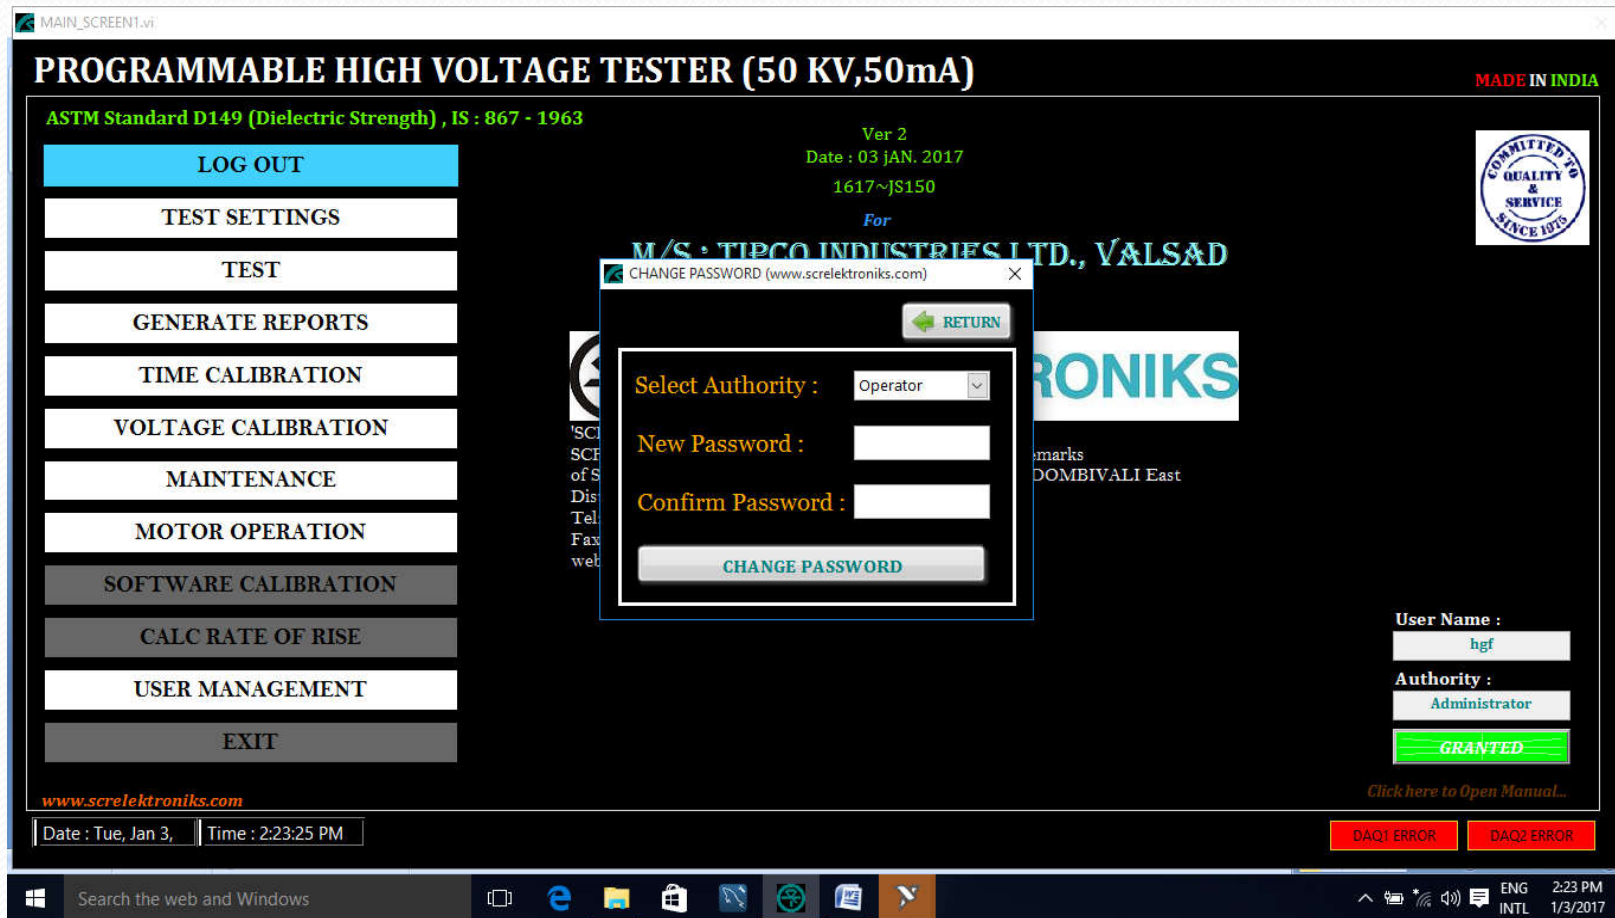 MAIN_SCREEN1.vi
PROGRAMMABLE HIGH VOLTAGE TESTER (50 KV,50mA)
MADE IN INDIA
ASTM Standard D149 (Dielectric Strength) , IS : 867 - 1963
Ver 2
Date : 03 jAN. 2017
1617~JS150
For
M/S : TIPCO INDUSTRIES LTD., VALSAD
COMMITTED TO
QUALITY
&
SERVICE
SINCE 1975
LOG OUT
TEST SETTINGS
TEST
GENERATE REPORTS
TIME CALIBRATION
VOLTAGE CALIBRATION
MAINTENANCE
MOTOR OPERATION
SOFTWARE CALIBRATION
CALC RATE OF RISE
USER MANAGEMENT
EXIT
CHANGE PASSWORD (www.screlektroniks.com)
RETURN
Select Authority : Operator
New Password :
Confirm Password :
CHANGE PASSWORD
RONIKS
of S DOMBIVALI East
Tel
Fax
web
User Name :
hgf
Authority :
Administrator
GRANTED
Click here to Open Manual...
www.screlektroniks.com
Date : Tue, Jan 3, Time : 2:23:25 PM
DAQ1 ERROR DAQ2 ERROR
Search the web and Windows
ENG 2:23 PM
INTL 1/3/2017